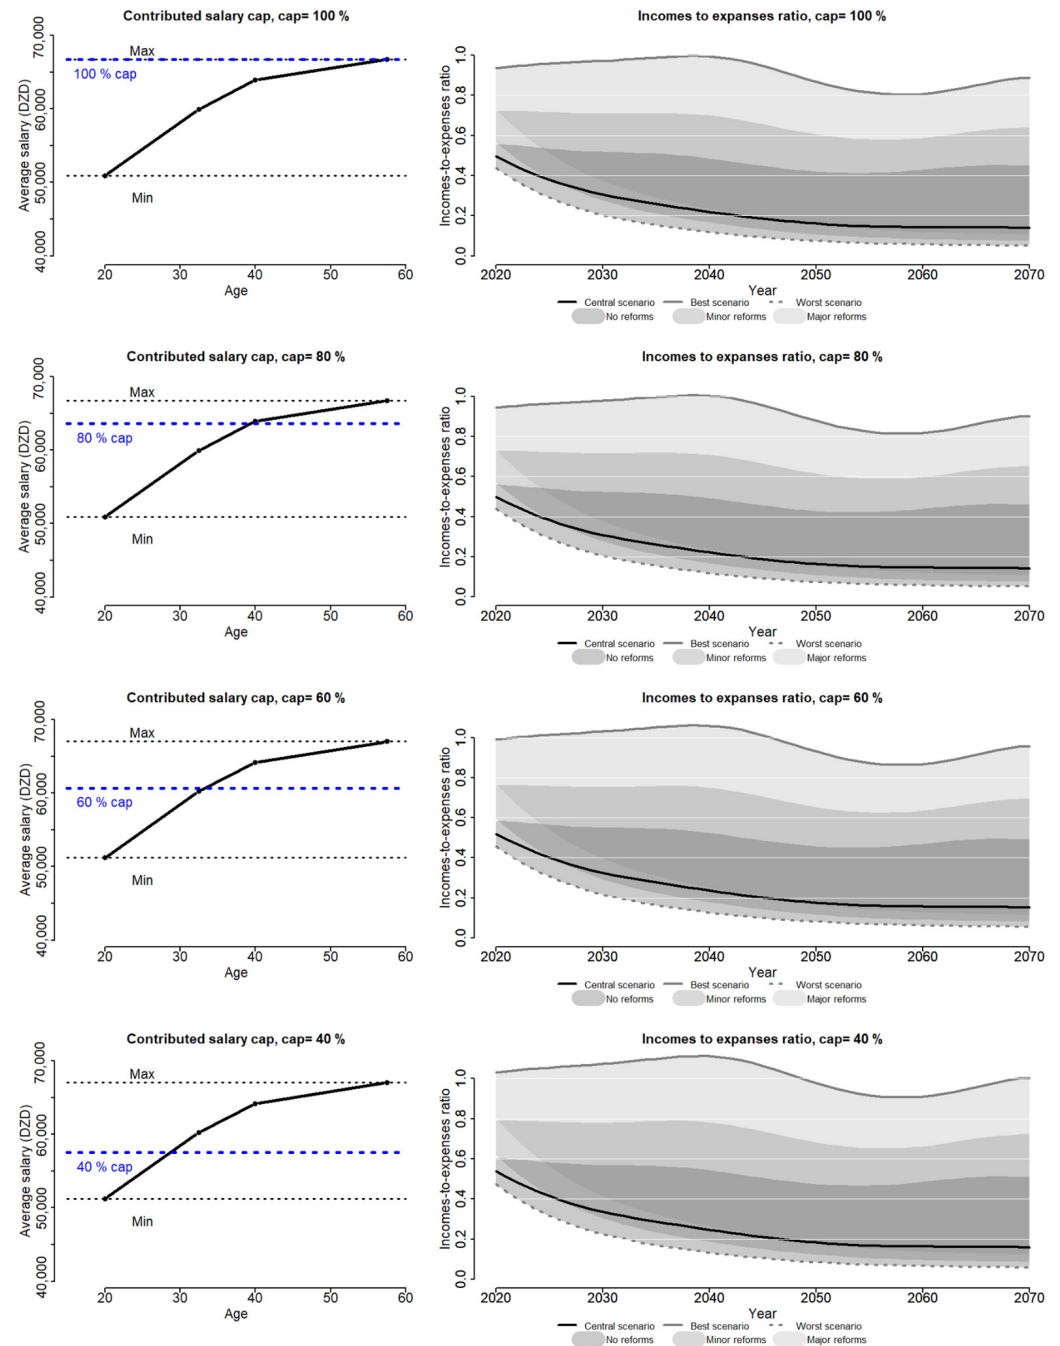 Contributed salary cap, cap= 100 %
Average salary (DZD)
40,000 50,000 60,000 70,000
Max
100 % cap
Min
20 30 40 50 60
Age
Incomes to expanses ratio, cap= 100 %
Incomes-to-expenses ratio
0.0 0.2 0.4 0.6 0.8 1.0
2020 2030 2040 2050 2060 2070
Year
Central scenario Best scenario Worst scenario
No reforms Minor reforms Major reforms
Contributed salary cap, cap= 80 %
Average salary (DZD)
40,000 50,000 60,000 70,000
Max
80 % cap
Min
20 30 40 50 60
Age
Incomes to expanses ratio, cap= 80 %
Incomes-to-expenses ratio
0.0 0.2 0.4 0.6 0.8 1.0
2020 2030 2040 2050 2060 2070
Year
Central scenario Best scenario Worst scenario
No reforms Minor reforms Major reforms
Contributed salary cap, cap= 60 %
Average salary (DZD)
40,000 50,000 60,000 70,000
Max
60 % cap
Min
20 30 40 50 60
Age
Incomes to expanses ratio, cap= 60 %
Incomes-to-expenses ratio
0.0 0.2 0.4 0.6 0.8 1.0
2020 2030 2040 2050 2060 2070
Year
Central scenario Best scenario Worst scenario
No reforms Minor reforms Major reforms
Contributed salary cap, cap= 40 %
Average salary (DZD)
40,000 50,000 60,000 70,000
Max
40 % cap
Min
20 30 40 50 60
Age
Incomes to expanses ratio, cap= 40 %
Incomes-to-expenses ratio
0.0 0.2 0.4 0.6 0.8 1.0
2020 2030 2040 2050 2060 2070
Year
Central scenario Best scenario Worst scenario
No reforms Minor reforms Major reforms